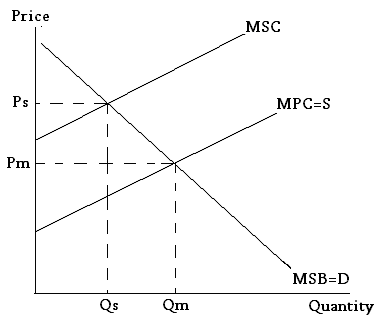 Price
MSC
Ps
MPC=S
Pm
MSB=D
Qs
Qm
Quantity